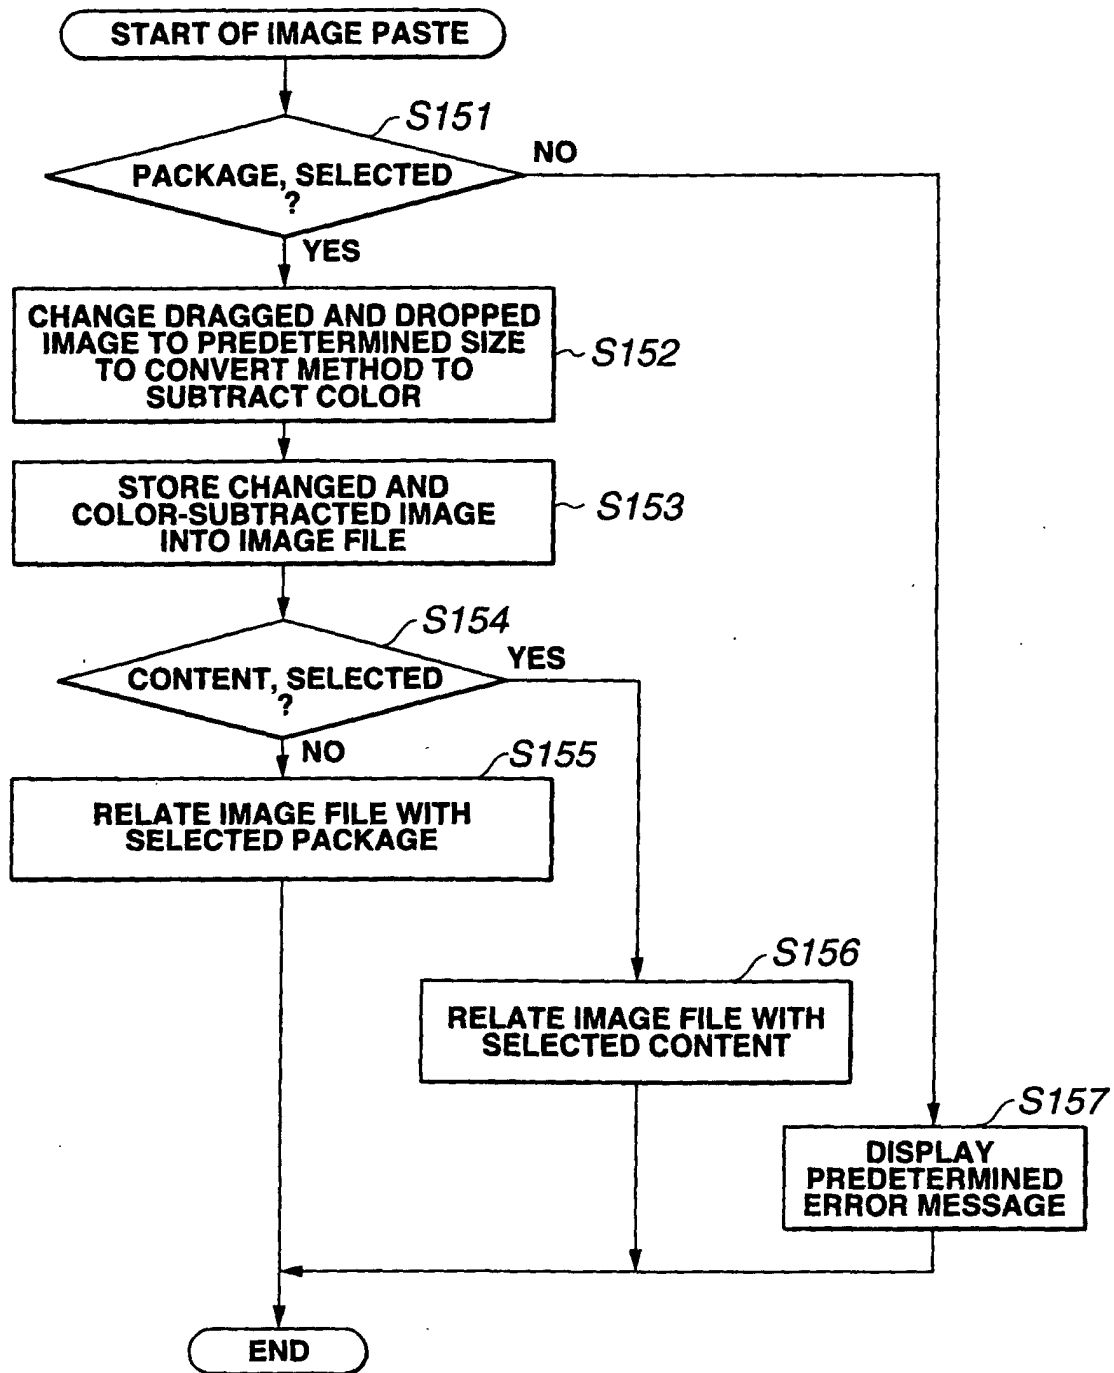 START OF IMAGE PASTE
S151
PACKAGE, SELECTED
?
NO
YES
CHANGE DRAGGED AND DROPPED
IMAGE TO PREDETERMINED SIZE
TO CONVERT METHOD TO
SUBTRACT COLOR
S152
STORE CHANGED AND
COLOR-SUBTRACTED IMAGE
INTO IMAGE FILE
S153
S154
CONTENT, SELECTED
?
YES
NO
S155
RELATE IMAGE FILE WITH
SELECTED PACKAGE
S156
RELATE IMAGE FILE WITH
SELECTED CONTENT
S157
DISPLAY
PREDETERMINED
ERROR MESSAGE
END